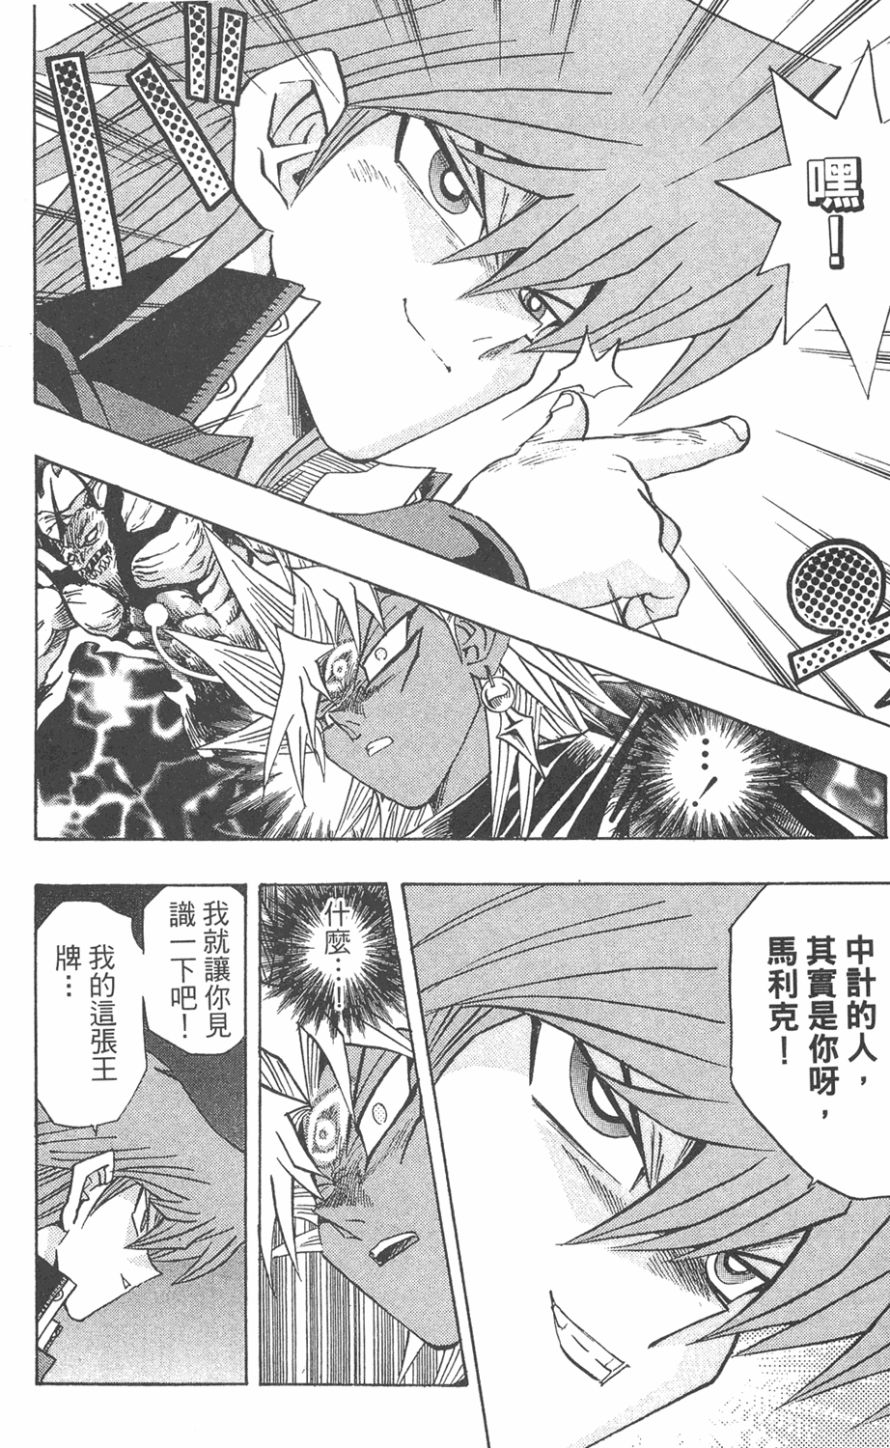 嘿！
…！
中計的人，
其實是你呀，
馬利克！
什麼…！
我就讓你見
識一下吧！
我的這張王
牌…